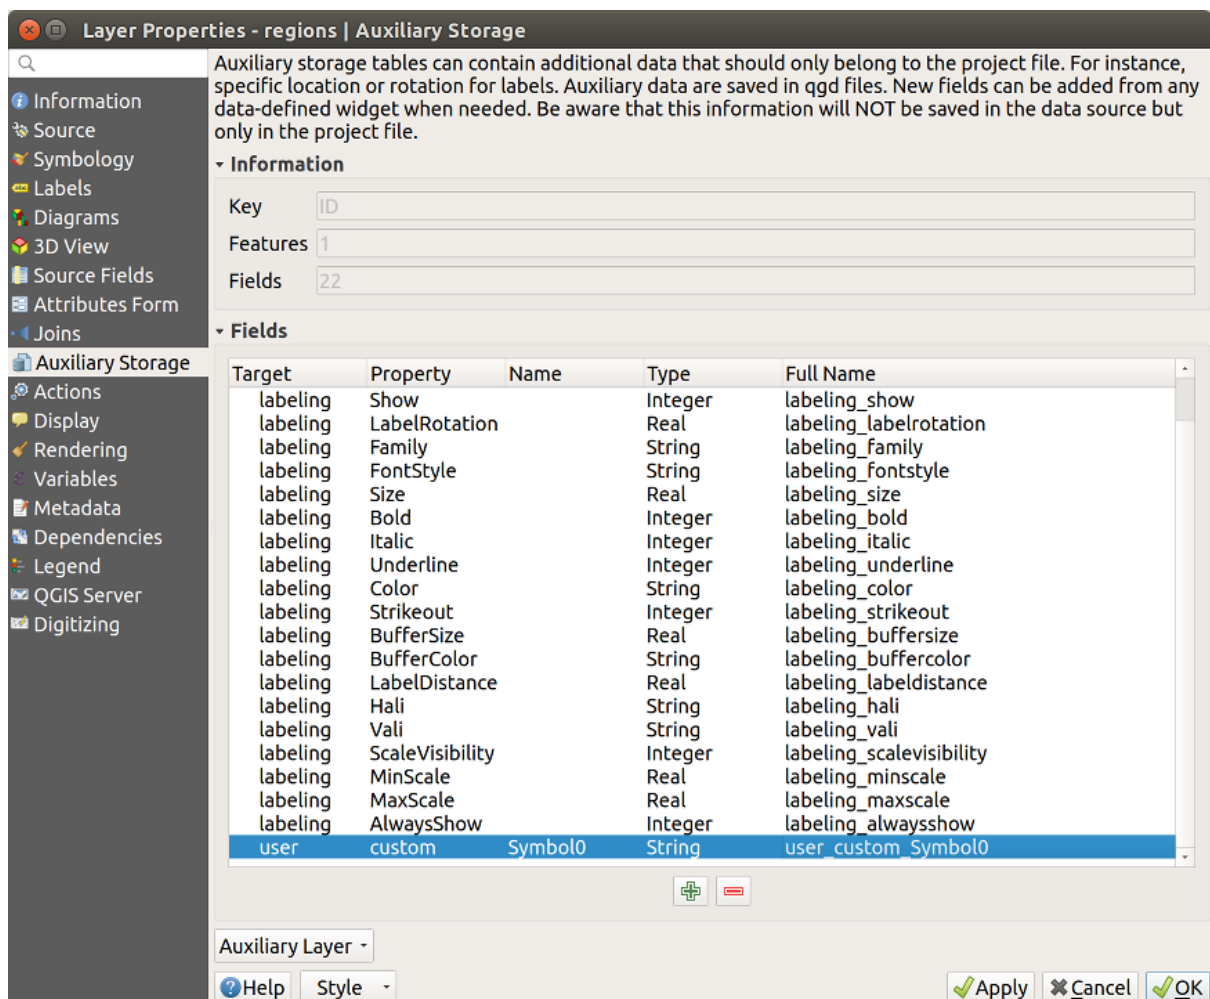 Layer Properties - regions | Auxiliary Storage
Information
Source
Symbology
Labels
Diagrams
3D View
Source Fields
Attributes Form
Joins
Auxiliary Storage
Actions
Display
Rendering
Variables
Metadata
Dependencies
Legend
QGIS Server
Digitizing
Auxiliary storage tables can contain additional data that should only belong to the project file. For instance,
specific location or rotation for labels. Auxiliary data are saved in qgd files. New fields can be added from any
data-defined widget when needed. Be aware that this information will NOT be saved in the data source but
only in the project file.
Information
Key ID
Features 1
Fields 22
Fields
Target Property Name Type Full Name
labeling Show Integer labeling_show
labeling LabelRotation Real labeling_labelrotation
labeling Family String labeling_family
labeling FontStyle String labeling_fontstyle
labeling Size Real labeling_size
labeling Bold Integer labeling_bold
labeling Italic Integer labeling_italic
labeling Underline Integer labeling_underline
labeling Color String labeling_color
labeling Strikeout Integer labeling_strikeout
labeling BufferSize Real labeling_buffersize
labeling BufferColor String labeling_buffercolor
labeling LabelDistance Real labeling_labeldistance
labeling Hali String labeling_hali
labeling Vali String labeling_vali
labeling ScaleVisibility Integer labeling_scalevisibility
labeling MinScale Real labeling_minscale
labeling MaxScale Real labeling_maxscale
labeling AlwaysShow Integer labeling_alwaysshow
user custom Symbol0 String user_custom_Symbol0
Auxiliary Layer
Help Style Apply Cancel OK